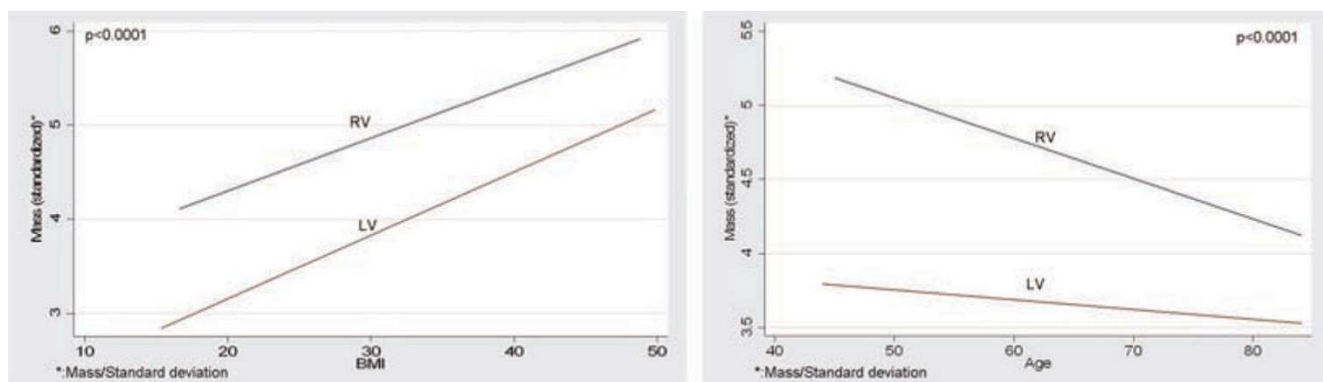 6
p<0.0001
5
4
3
Mass (standardized)*
RV
LV
10 20 30 40 50
BMI
*:Mass/Standard deviation
5.5
p<0.0001
5
4.5
4
3.5
Mass (standardized)*
RV
LV
40 50 60 70 80
Age
*:Mass/Standard deviation